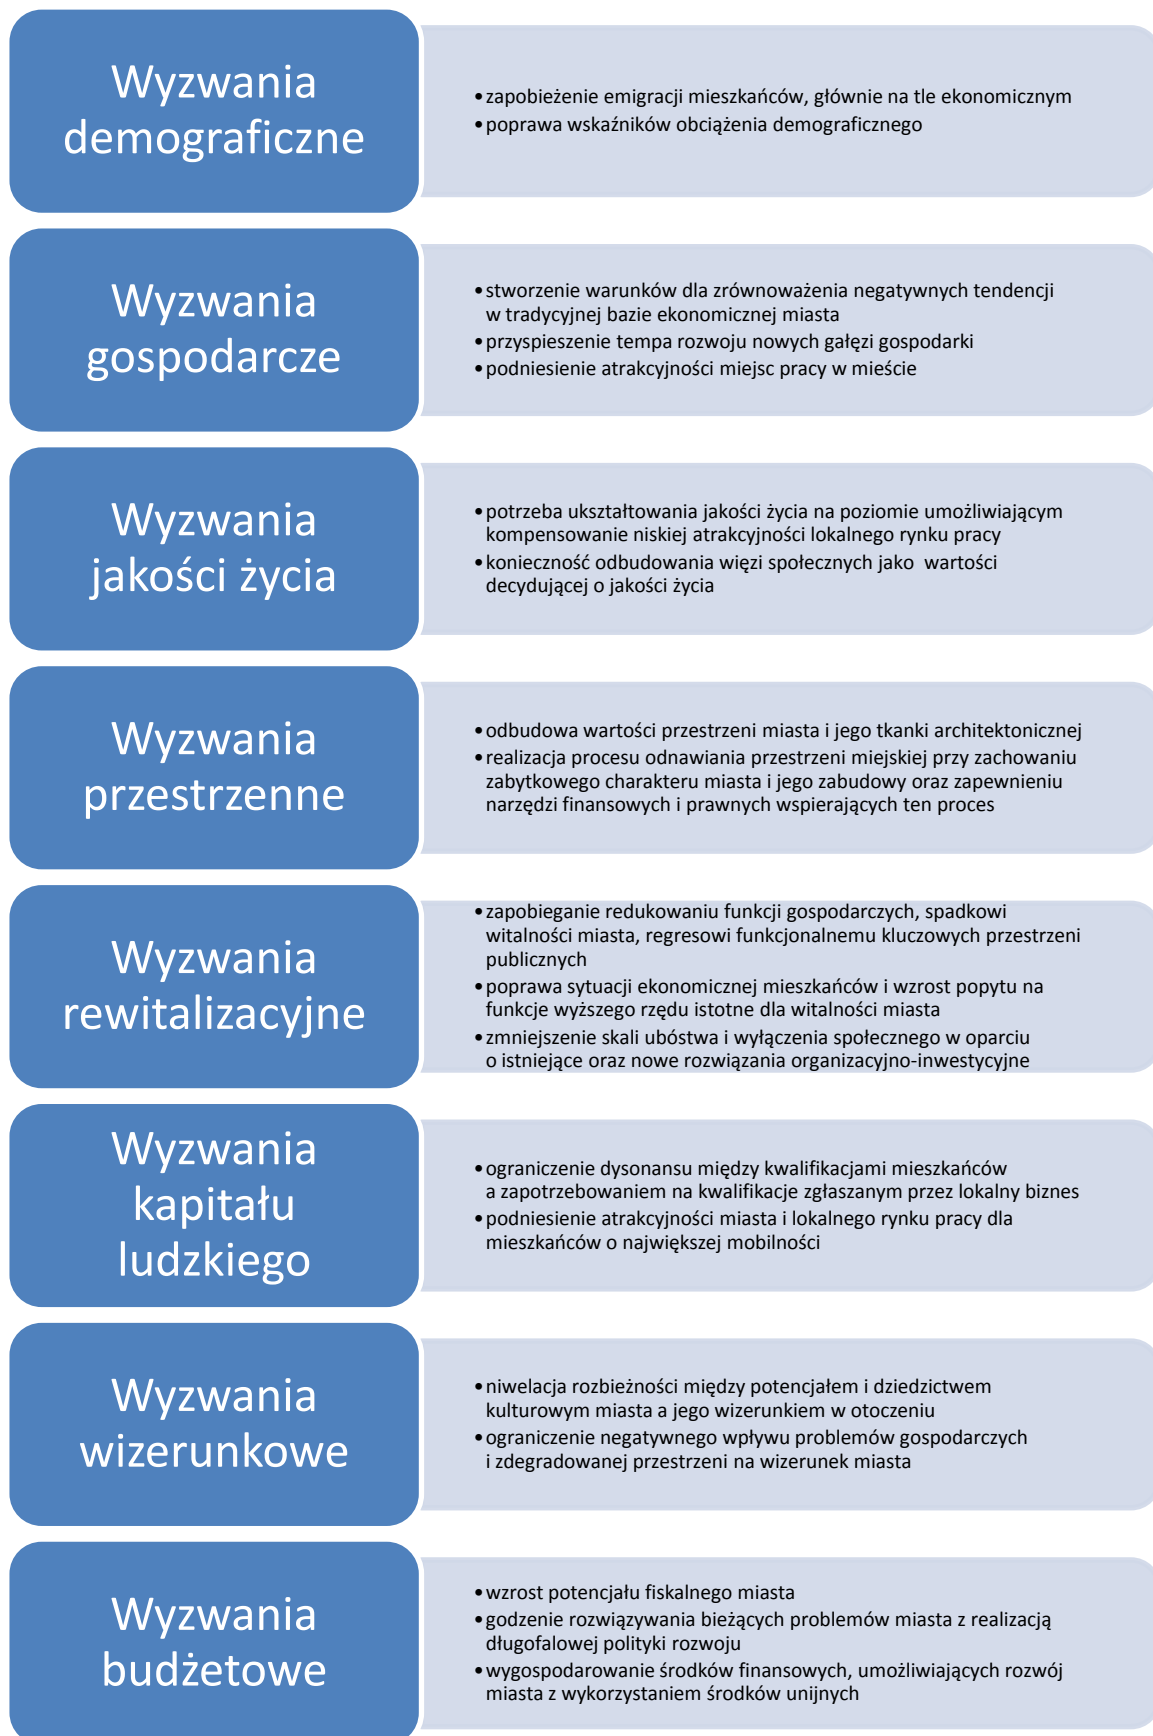 Wyzwania
demograficzne
•zapobieżenie emigracji mieszkańców, głównie na tle ekonomicznym
•poprawa wskaźników obciążenia demograficznego
Wyzwania
gospodarcze
•stworzenie warunków dla zrównoważenia negatywnych tendencji
w tradycyjnej bazie ekonomicznej miasta
•przyspieszenie tempa rozwoju nowych gałęzi gospodarki
•podniesienie atrakcyjności miejsc pracy w mieście
Wyzwania
jakości życia
•potrzeba ukształtowania jakości życia na poziomie umożliwiającym
kompensowanie niskiej atrakcyjności lokalnego rynku pracy
•konieczność odbudowania więzi społecznych jako wartości
decydującej o jakości życia
Wyzwania
przestrzenne
•odbudowa wartości przestrzeni miasta i jego tkanki architektonicznej
•realizacja procesu odnawiania przestrzeni miejskiej przy zachowaniu
zabytkowego charakteru miasta i jego zabudowy oraz zapewnieniu
narzędzi finansowych i prawnych wspierających ten proces
Wyzwania
rewitalizacyjne
•zapobieganie redukowaniu funkcji gospodarczych, spadkowi
witalności miasta, regresowi funkcjonalnemu kluczowych przestrzeni
publicznych
•poprawa sytuacji ekonomicznej mieszkańców i wzrost popytu na
funkcje wyższego rzędu istotne dla witalności miasta
•zmniejszenie skali ubóstwa i wyłączenia społecznego w oparciu
o istniejące oraz nowe rozwiązania organizacyjno-inwestycyjne
Wyzwania
kapitału
ludzkiego
•ograniczenie dysonansu między kwalifikacjami mieszkańców
a zapotrzebowaniem na kwalifikacje zgłaszanym przez lokalny biznes
•podniesienie atrakcyjności miasta i lokalnego rynku pracy dla
mieszkańców o największej mobilności
Wyzwania
wizerunkowe
•niwelacja rozbieżności między potencjałem i dziedzictwem
kulturowym miasta a jego wizerunkiem w otoczeniu
•ograniczenie negatywnego wpływu problemów gospodarczych
i zdegradowanej przestrzeni na wizerunek miasta
Wyzwania
budżetowe
•wzrost potencjału fiskalnego miasta
•godzenie rozwiązywania bieżących problemów miasta z realizacją
długofalowej polityki rozwoju
•wygospodarowanie środków finansowych, umożliwiających rozwój
miasta z wykorzystaniem środków unijnych